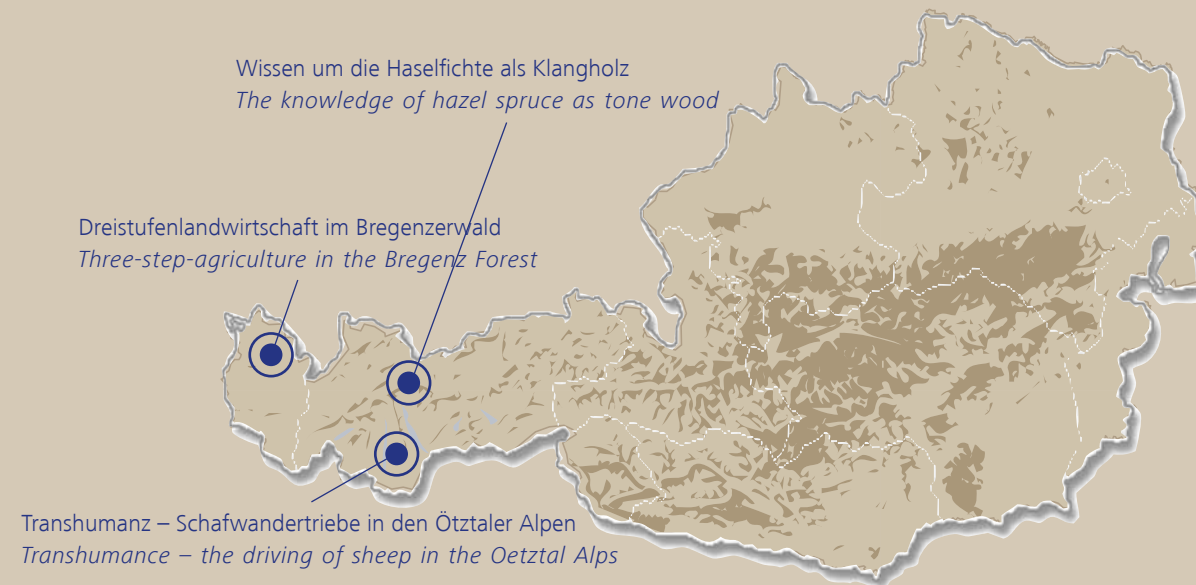 Wissen um die Haselfichte als Klangholz
The knowledge of hazel spruce as tone wood
Dreistufenlandwirtschaft im Bregenzerwald
Three-step-agriculture in the Bregenz Forest
Transhumanz – Schafwandertriebe in den Ötztaler Alpen
Transhumance – the driving of sheep in the Oetztal Alps